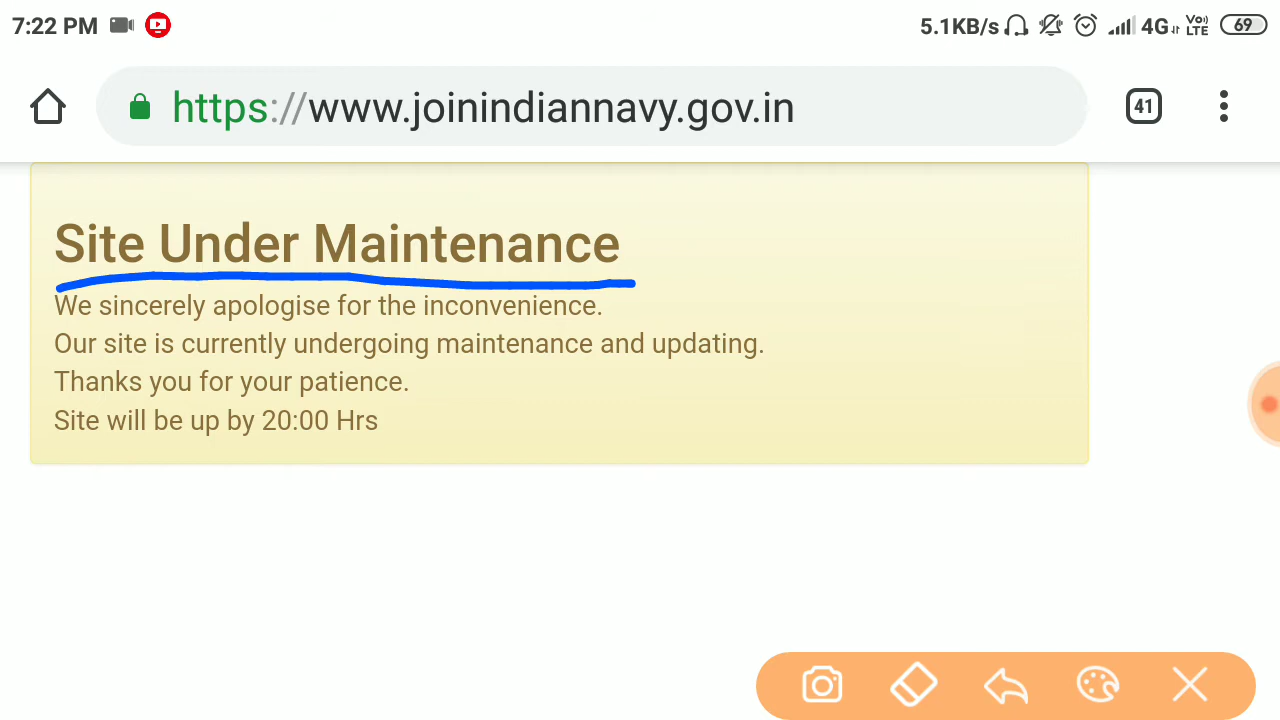 7:22 PM 5.1KB/s 4G Vo) LTE 69
https://www.joinindiannavy.gov.in 41
Site Under Maintenance
We sincerely apologise for the inconvenience.
Our site is currently undergoing maintenance and updating.
Thanks you for your patience.
Site will be up by 20:00 Hrs